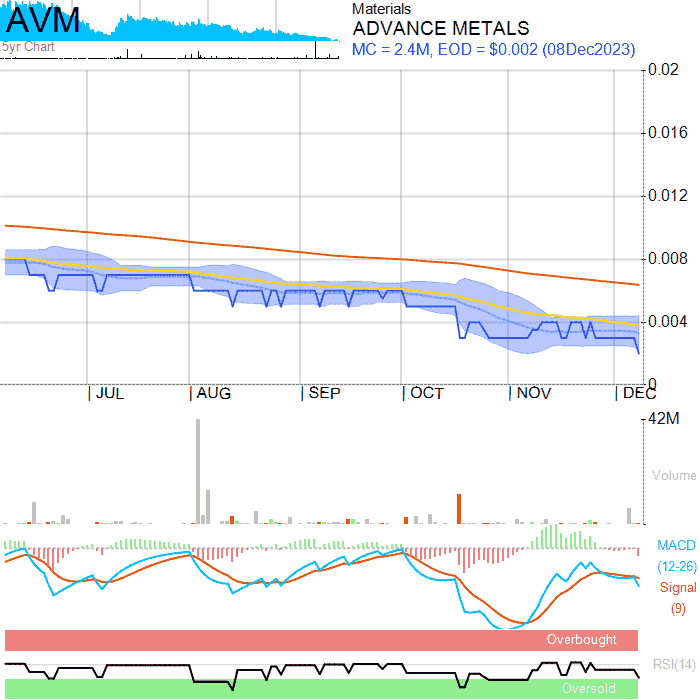 AVM
5yr Chart
Materials
ADVANCE METALS
MC = 2.4M, EOD = $0.002 (08Dec2023)
0.02
0.016
0.012
0.008
0.004
0
| JUL | AUG | SEP | OCT | NOV | DEC
42M
Volume
MACD
(12-26)
Signal
(9)
Overbought
RSI(14)
Oversold